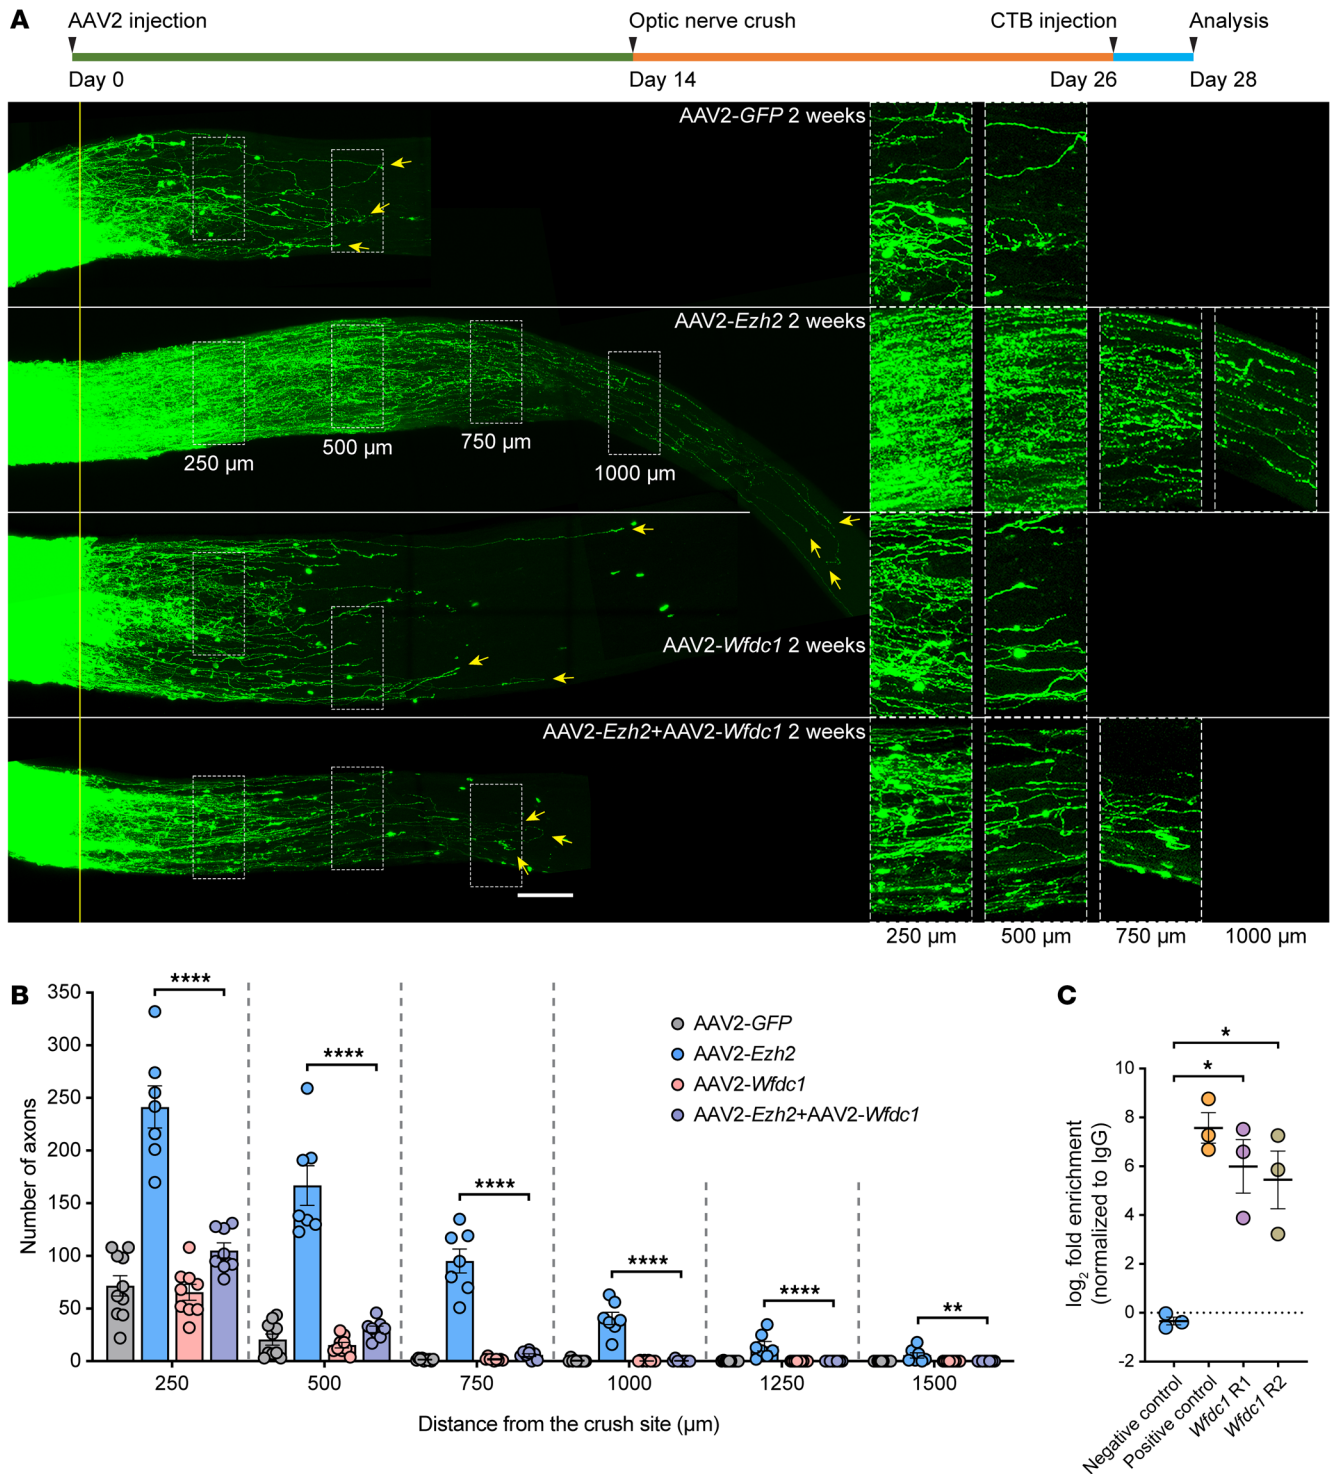 A
AAV2 injection
Optic nerve crush
CTB injection
Analysis
Day 0
Day 14
Day 26
Day 28
AAV2-GFP 2 weeks
AAV2-Ezh2 2 weeks
250 µm
500 µm
750 µm
1000 µm
AAV2-Wfdc1 2 weeks
AAV2-Ezh2+AAV2-Wfdc1 2 weeks
250 µm
500 µm
750 µm
1000 µm
B
Number of axons
350
300
250
200
150
100
50
0
****
****
****
****
****
**
AAV2-GFP
AAV2-Ezh2
AAV2-Wfdc1
AAV2-Ezh2+AAV2-Wfdc1
250
500
750
1000
1250
1500
Distance from the crush site (µm)
C
log2 fold enrichment
(normalized to IgG)
10
8
6
4
2
0
-2
*
*
Negative control
Positive control
Wfdc1 R1
Wfdc1 R2